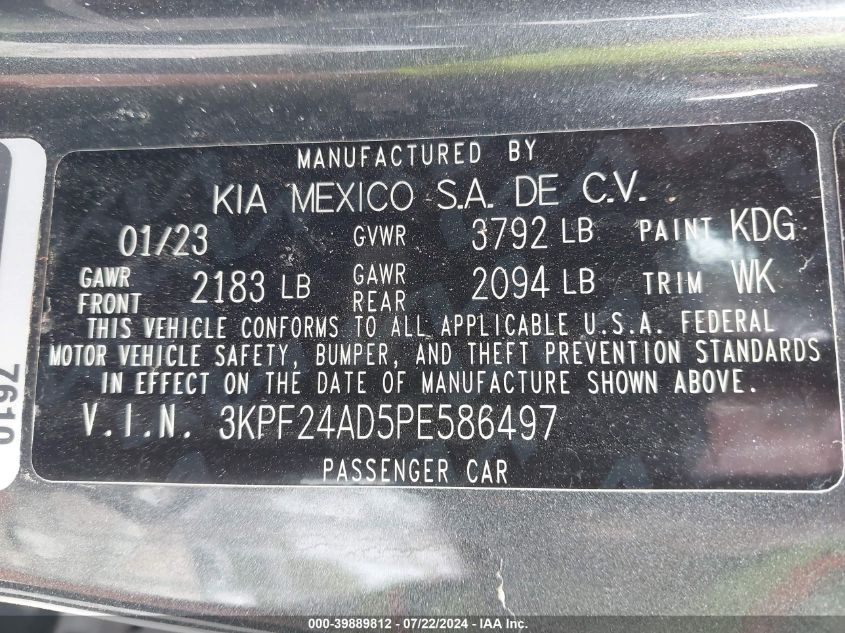 MANUFACTURED BY
KIA MEXICO S.A. DE C.V.
01/23 GVWR 3792 LB PAINT KDG
GAWR FRONT 2183 LB GAWR REAR 2094 LB TRIM WK
THIS VEHICLE CONFORMS TO ALL APPLICABLE U.S.A. FEDERAL
MOTOR VEHICLE SAFETY, BUMPER, AND THEFT PREVENTION STANDARDS
IN EFFECT ON THE DATE OF MANUFACTURE SHOWN ABOVE.
V.I.N. 3KPF24AD5PE586497
PASSENGER CAR
7610
000-39889812 - 07/22/2024 - IAA, Inc.